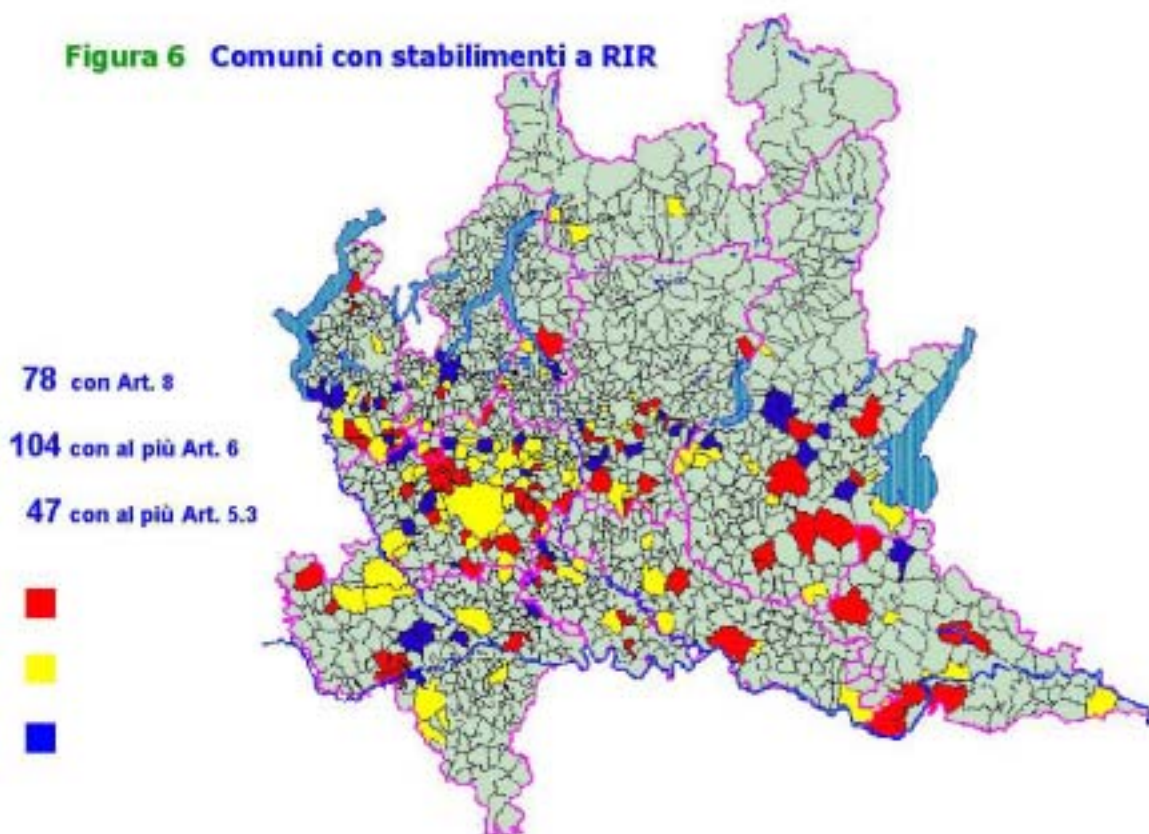 Figura 6 Comuni con stabilimenti a RIR
78 con Art. 8
104 con al più Art. 6
47 con al più Art. 5.3